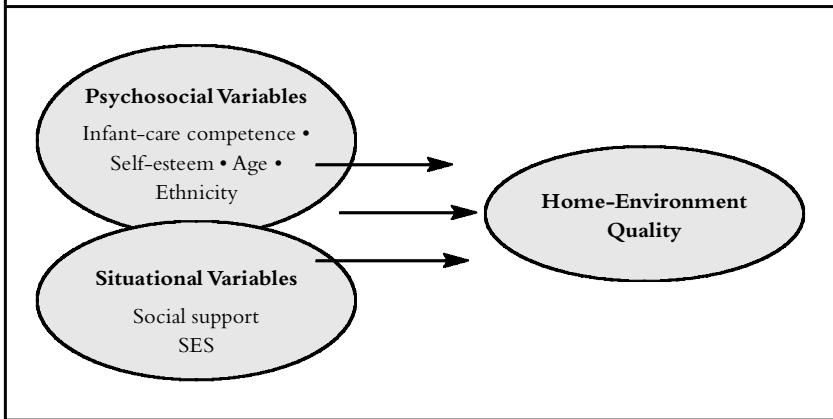 Psychosocial Variables
Infant-care competence •
Self-esteem • Age •
Ethnicity
Home-Environment
Quality
Situational Variables
Social support
SES